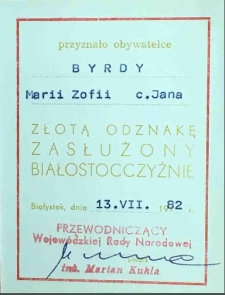 przyznało obywatelce
BYRDY
Marii Zofii c.Jana
ZŁOTĄ ODZNAKĘ
ZASŁUŻONY
BIAŁOSTOCCZYŹNIE
Białystok, dnia 13.VII. 82 r.
PRZEWODNICZĄCY
Wojewódzkiej Rady Narodowej
inż. Marian Kukła